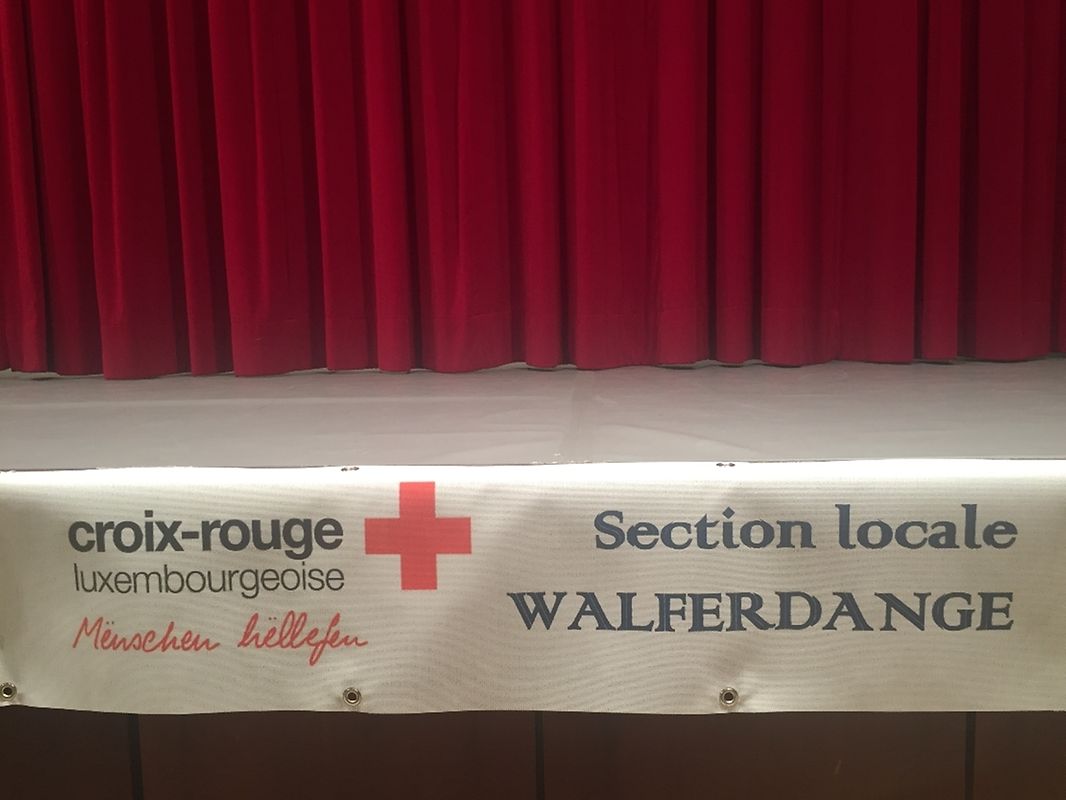 croix-rouge
luxembourgeoise
Mënschen hëllefen
Section locale
WALFERDANGE